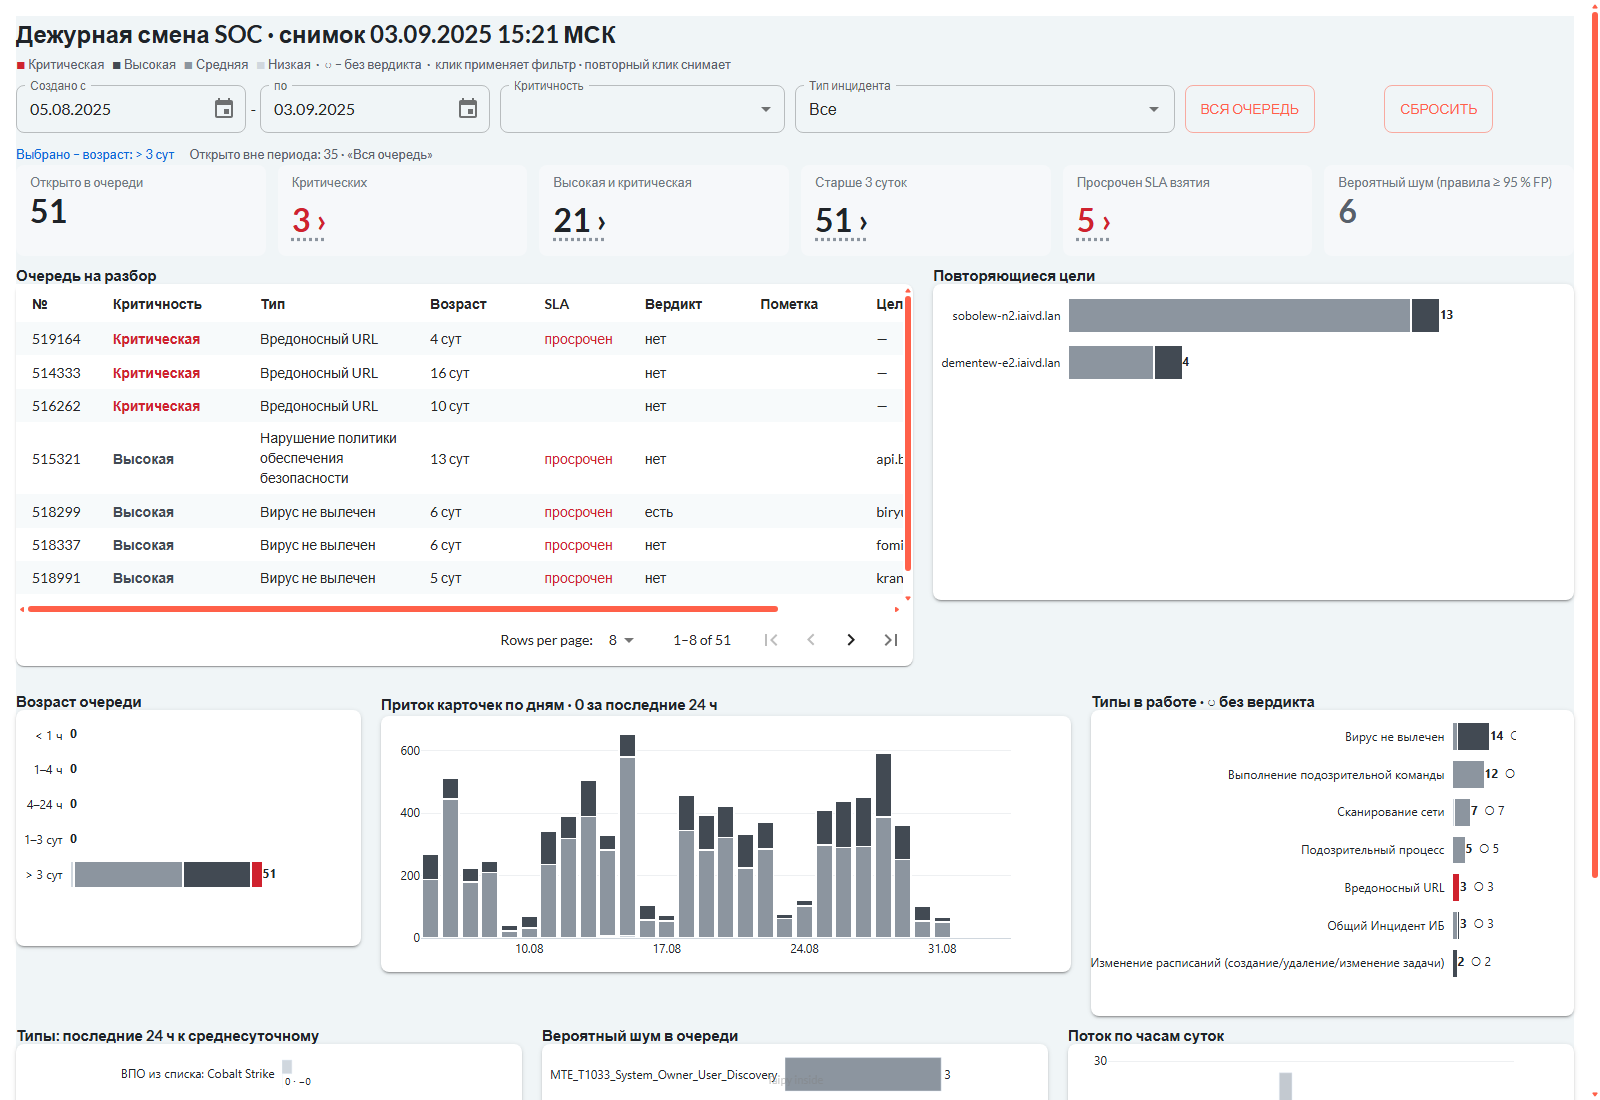 Дежурная смена SOC · снимок 03.09.2025 15:21 МСК
Критическая Высокая Средняя Низкая · ○ – без вердикта · клик применяет фильтр · повторный клик снимает
Создано с по Критичность Тип инцидента
05.08.2025 - 03.09.2025 Все ВСЯ ОЧЕРЕДЬ СБРОСИТЬ
Выбрано – возраст: > 3 сут Открыто вне периода: 35 · «Вся очередь»
Открыто в очереди
51
Критических
3 ›
Высокая и критическая
21 ›
Старше 3 суток
51 ›
Просрочен SLA взятия
5 ›
Вероятный шум (правила ≥ 95 % FP)
6
Очередь на разбор
№ Критичность Тип Возраст SLA Вердикт Пометка Цел
519164 Критическая Вредоносный URL 4 сут просрочен нет —
514333 Критическая Вредоносный URL 16 сут нет —
516262 Критическая Вредоносный URL 10 сут нет —
515321 Высокая Нарушение политики обеспечения безопасности 13 сут просрочен нет api.b
518299 Высокая Вирус не вылечен 6 сут просрочен есть biryu
518337 Высокая Вирус не вылечен 6 сут просрочен нет fomi
518991 Высокая Вирус не вылечен 5 сут просрочен нет kran
Rows per page: 8 1–8 of 51
Повторяющиеся цели
sobolew-n2.iaivd.lan 13
dementew-e2.iaivd.lan 4
Возраст очереди
< 1 ч 0
1–4 ч 0
4–24 ч 0
1–3 сут 0
> 3 сут 51
Приток карточек по дням · 0 за последние 24 ч
600
400
200
0
10.08 17.08 24.08 31.08
Типы в работе · ○ без вердикта
Вирус не вылечен 14
Выполнение подозрительной команды 12 ○
Сканирование сети 7 ○ 7
Подозрительный процесс 5 ○ 5
Вредоносный URL 3 ○ 3
Общий Инцидент ИБ 3 ○ 3
Изменение расписаний (создание/удаление/изменение задачи) 2 ○ 2
Типы: последние 24 ч к среднесуточному
ВПО из списка: Cobalt Strike 0 · −0
Вероятный шум в очереди
MTE_T1033_System_Owner_User_Discovery 3
Поток по часам суток
30